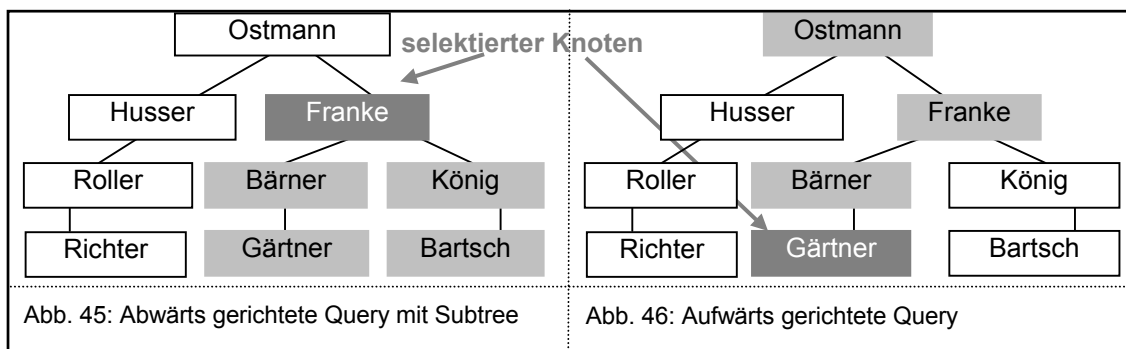 Ostmann
selektierter Knoten
Husser
Franke
Roller
Bärner
König
Richter
Gärtner
Bartsch
Abb. 45: Abwärts gerichtete Query mit Subtree
Ostmann
Husser
Franke
Roller
Bärner
König
Richter
Gärtner
Bartsch
Abb. 46: Aufwärts gerichtete Query